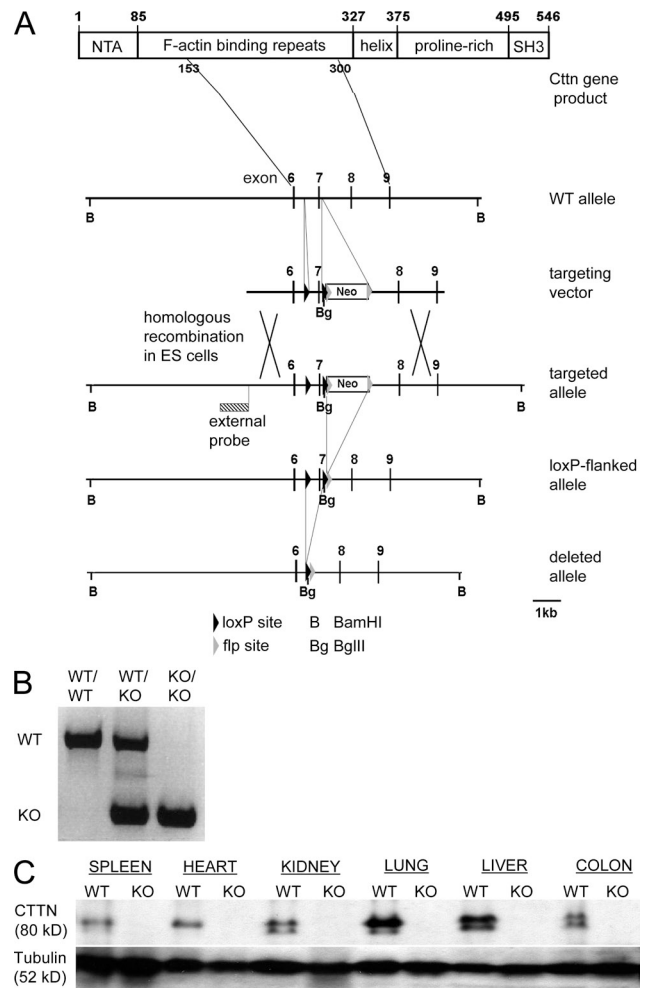 A
1 85 327 375 495 546
NTA F-actin binding repeats helix proline-rich SH3
153 300
Cttn gene
product
exon 6 7 8 9
B B
WT allele
6 7 8 9
Neo
Bg
targeting
vector
homologous
recombination
in ES cells
6 7 8 9
Neo
B Bg B
targeted
allele
external
probe
6 7 8 9
B Bg B
loxP-flanked
allele
6 8 9
B Bg B
deleted
allele
1kb
loxP site B BamHI
flp site Bg BglII
B
WT/ WT/ KO/
WT KO KO
WT
KO
C
SPLEEN HEART KIDNEY LUNG LIVER COLON
WT KO WT KO WT KO WT KO WT KO WT KO
CTTN
(80 kD)
Tubulin
(52 kD)